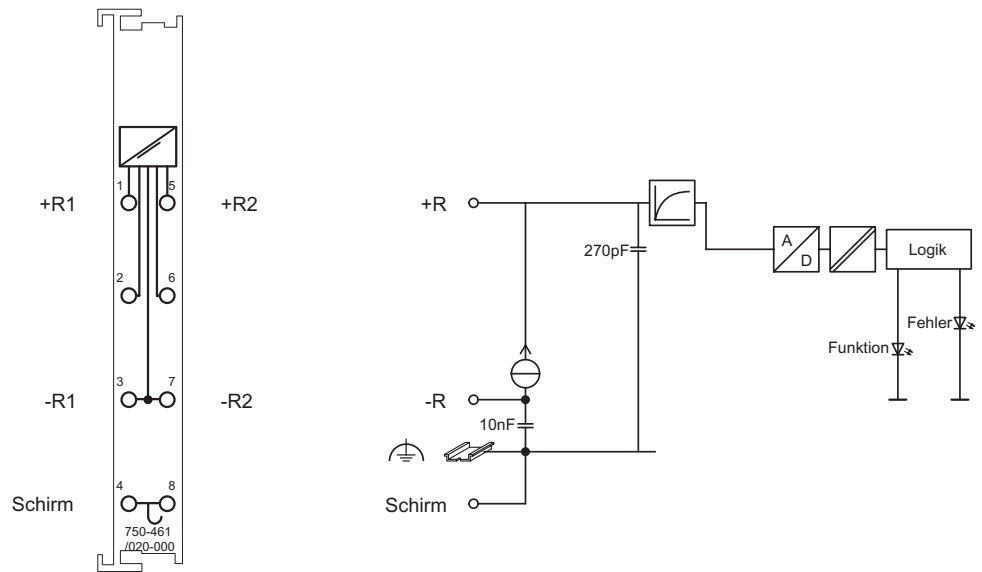 1
5
+R1
+R2
2
6
3
7
-R1
-R2
4
8
Schirm
750-461
/020-000
+R
270pF
A
D
Logik
Fehler
Funktion
-R
10nF
Schirm